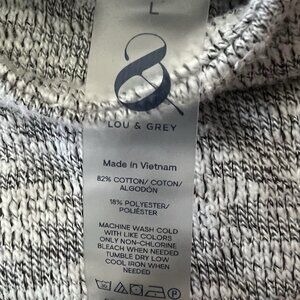 L
&
LOU & GREY
Made in Vietnam
82% COTTON/ COTON/
ALGODÓN
18% POLYESTER/
POLIÉSTER
MACHINE WASH COLD
WITH LIKE COLORS
ONLY NON-CHLORINE
BLEACH WHEN NEEDED
TUMBLE DRY LOW
COOL IRON WHEN
NEEDED